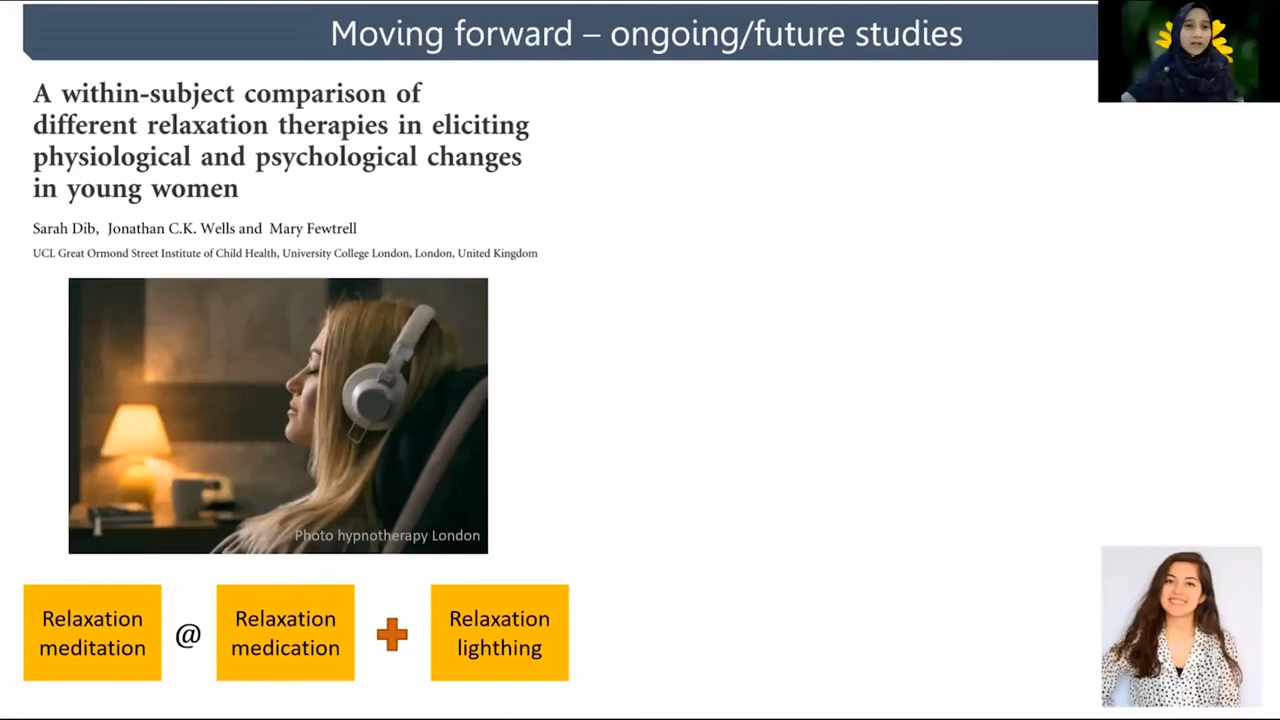 Moving forward – ongoing/future studies
A within-subject comparison of
different relaxation therapies in eliciting
physiological and psychological changes
in young women
Sarah Dib, Jonathan C.K. Wells and Mary Fewtrell
UCL Great Ormond Street Institute of Child Health, University College London, London, United Kingdom
Photo hypnotherapy London
Relaxation
meditation
@
Relaxation
medication
Relaxation
lighthing